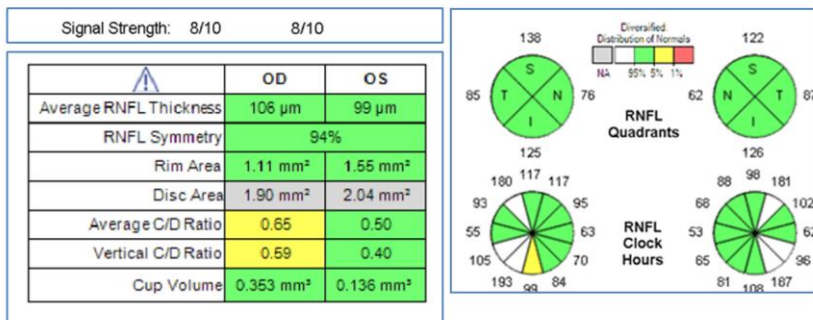 Signal Strength: 8/10 8/10
OD OS
Average RNFL Thickness 106 µm 99 µm
RNFL Symmetry 94%
Rim Area 1.11 mm² 1.55 mm²
Disc Area 1.90 mm² 2.04 mm²
Average C/D Ratio 0.65 0.50
Vertical C/D Ratio 0.59 0.40
Cup Volume 0.353 mm³ 0.136 mm³
Diversified:
Distribution of Normals
NA 95% 5% 1%
138 122
S S
85 T N 76 62 N T 87
I I
RNFL
Quadrants
125 126
180 117 117 88 98 181
93 95 68 102
55 63 53 62
105 70 65 96
193 99 84 81 108 187
RNFL
Clock
Hours